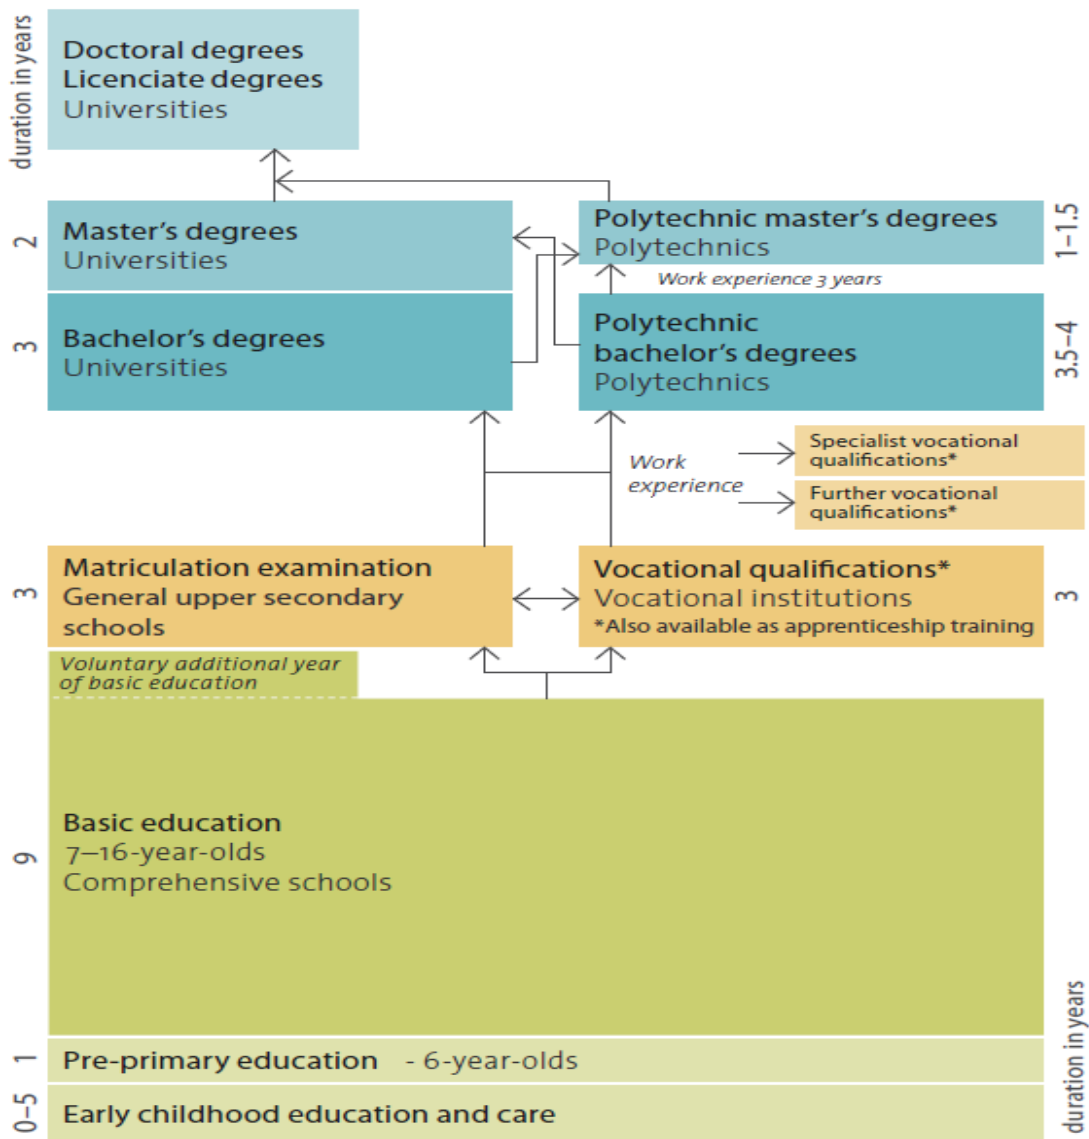 duration in years
Doctoral degrees
Licenciate degrees
Universities
2
Master's degrees
Universities
Polytechnic master's degrees
Polytechnics
1–1.5
Work experience 3 years
3
Bachelor's degrees
Universities
Polytechnic
bachelor's degrees
Polytechnics
3.5–4
Work
experience
Specialist vocational
qualifications*
Further vocational
qualifications*
3
Matriculation examination
General upper secondary
schools
Vocational qualifications*
Vocational institutions
*Also available as apprenticeship training
3
Voluntary additional year
of basic education
9
Basic education
7–16-year-olds
Comprehensive schools
1
Pre-primary education - 6-year-olds
0–5
Early childhood education and care
duration in years